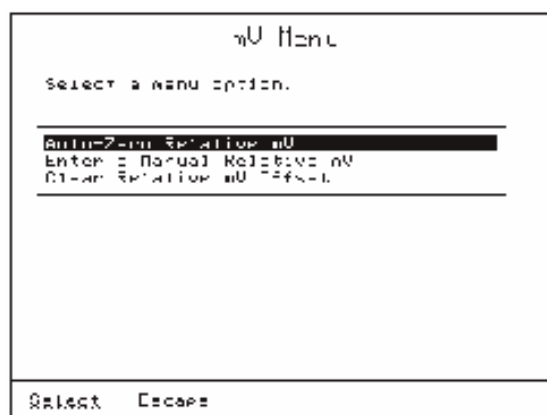 mV Menu
Select a menu option.
Auto-Zero Relative mV
Enter a Manual Relative mV
Clear Relative mV Offset
Select Escape